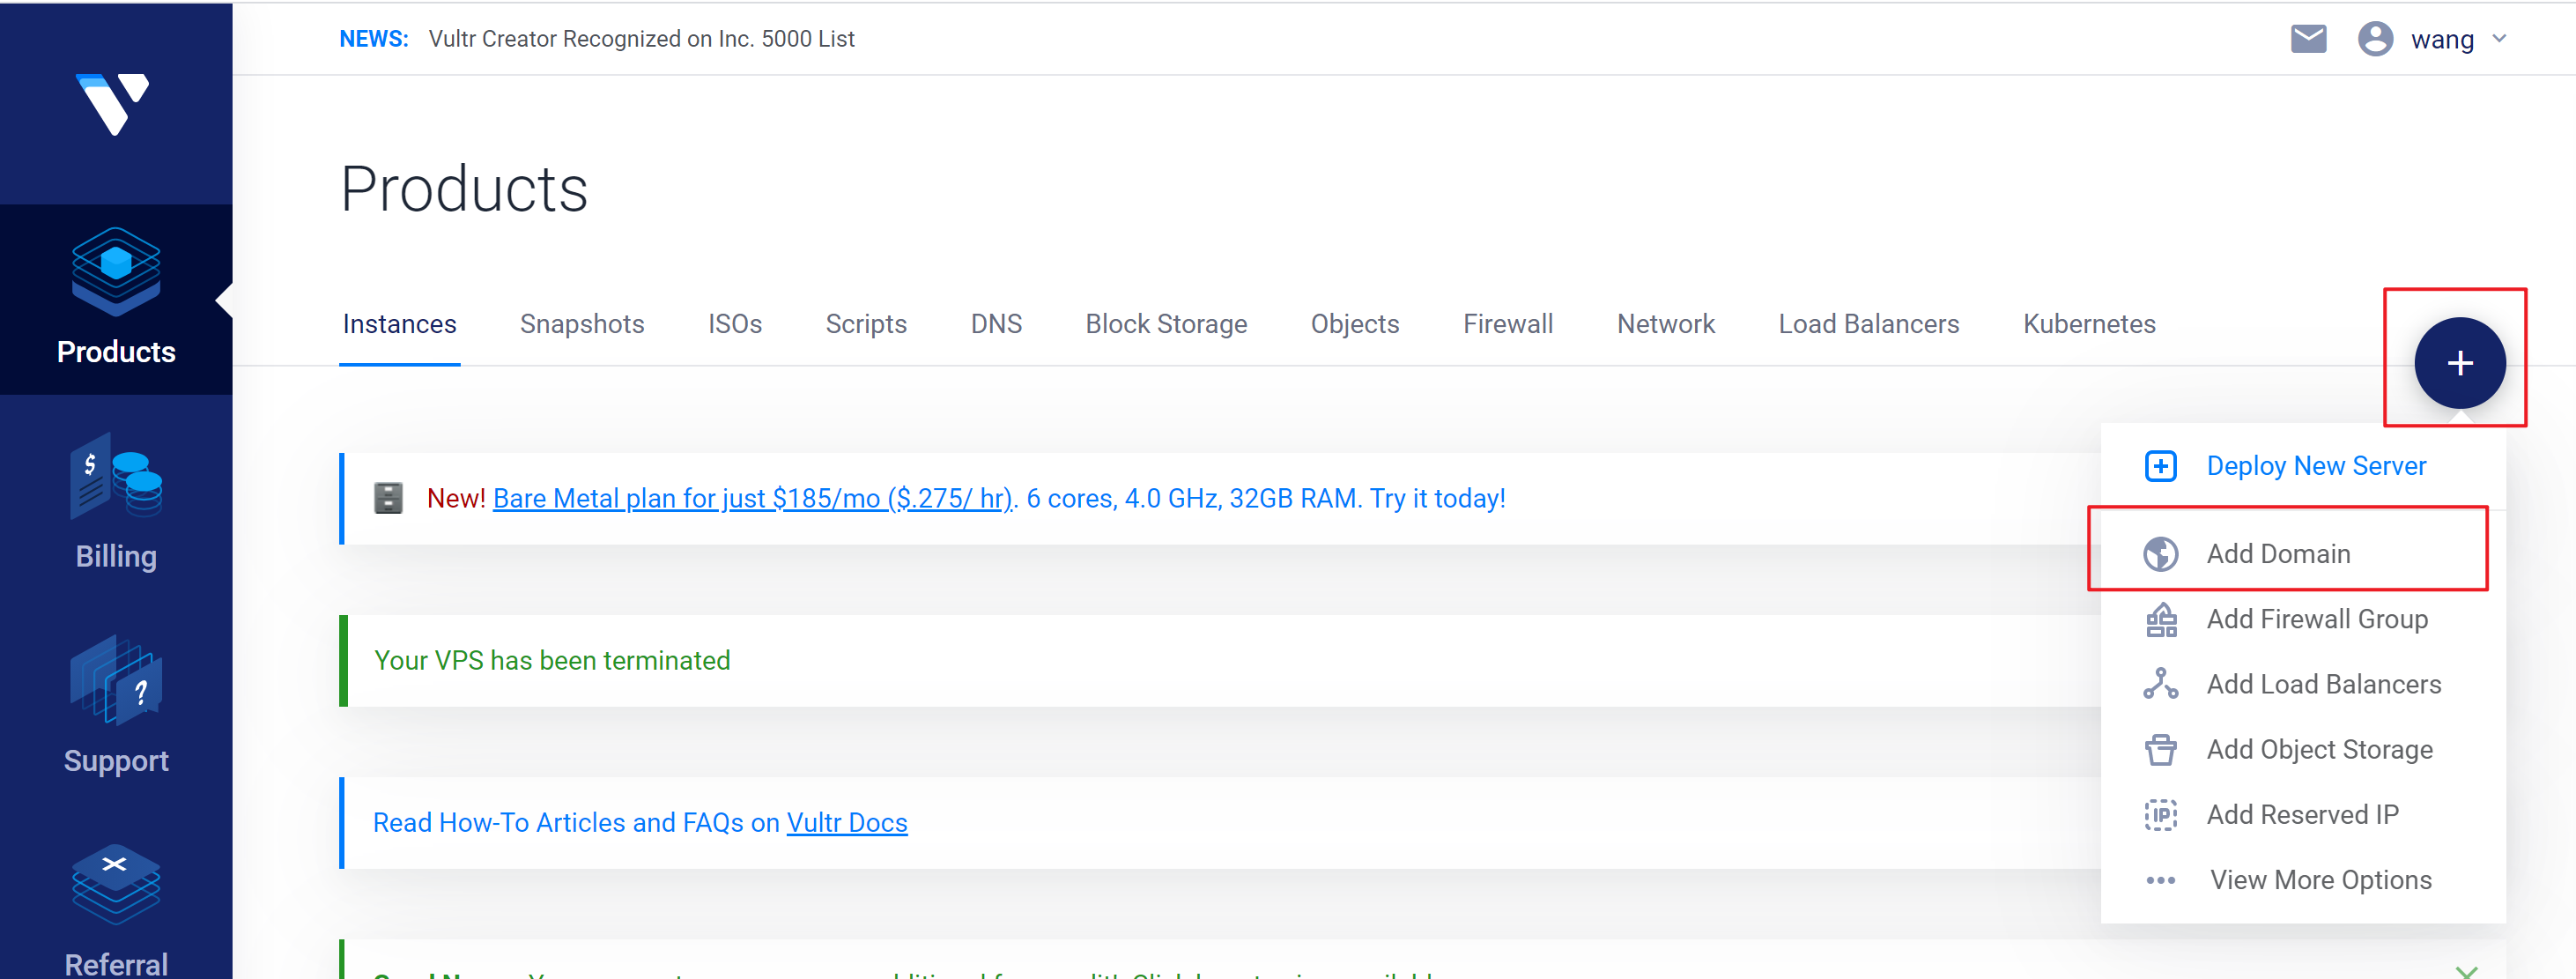 NEWS: Vultr Creator Recognized on Inc. 5000 List
wang
Products
Products
Billing
Support
Referral
Instances Snapshots ISOs Scripts DNS Block Storage Objects Firewall Network Load Balancers Kubernetes
New! Bare Metal plan for just $185/mo ($.275/ hr). 6 cores, 4.0 GHz, 32GB RAM. Try it today!
Your VPS has been terminated
Read How-To Articles and FAQs on Vultr Docs
Deploy New Server
Add Domain
Add Firewall Group
Add Load Balancers
Add Object Storage
IP Add Reserved IP
View More Options